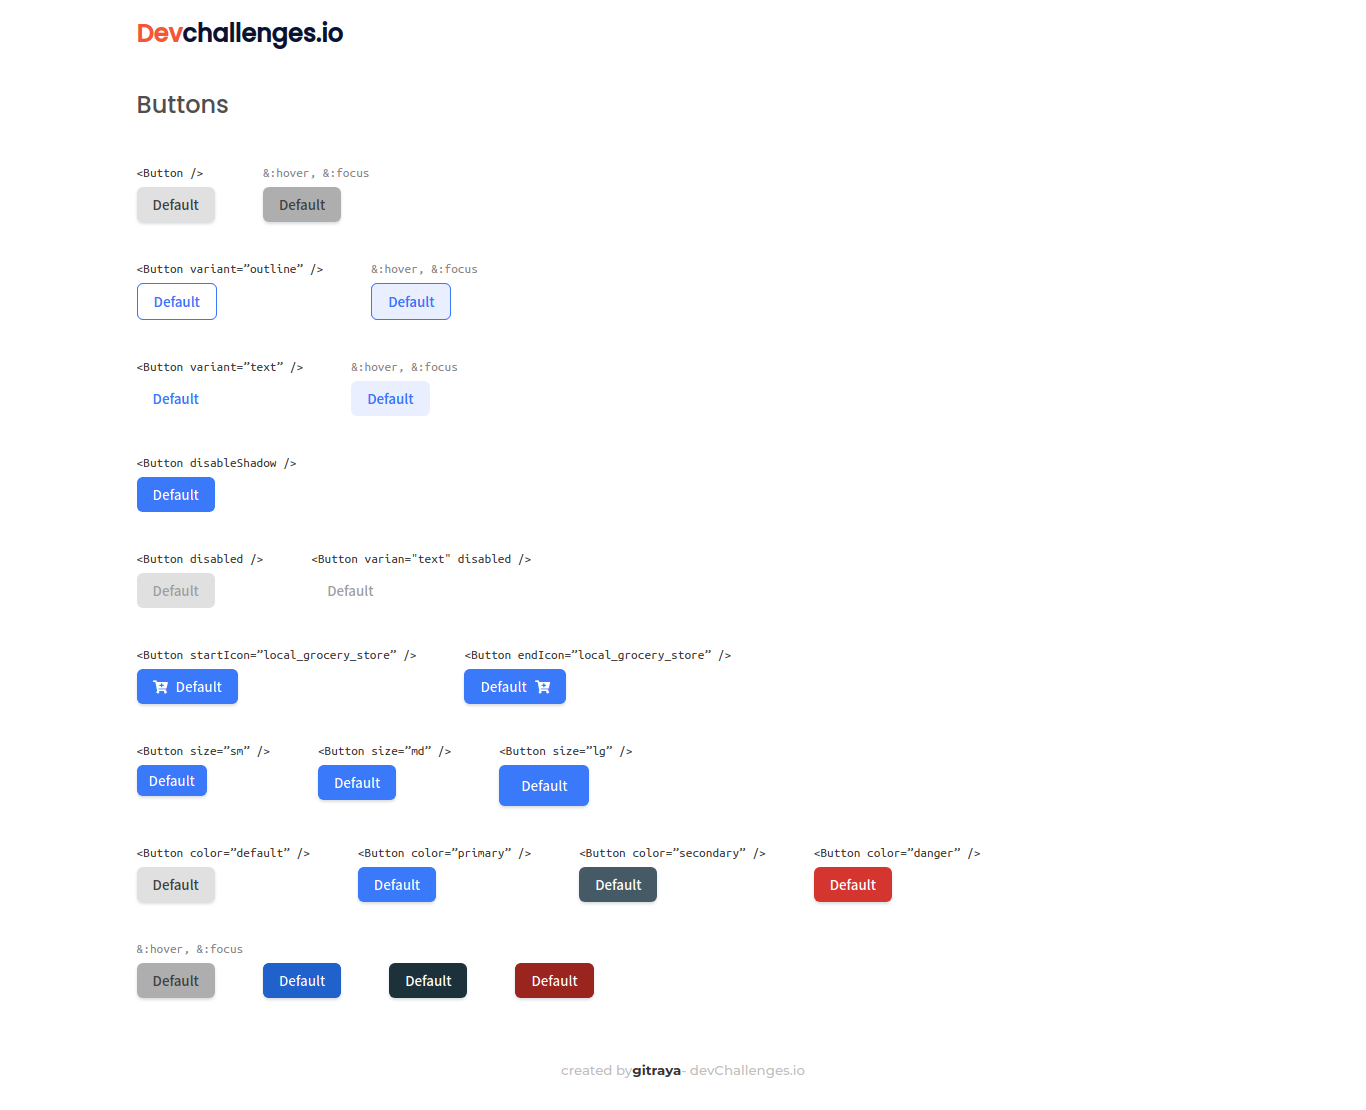 Devchallenges.io
Buttons
<Button /> &:hover, &:focus
Default Default
<Button variant=”outline” /> &:hover, &:focus
Default Default
<Button variant=”text” /> &:hover, &:focus
Default Default
<Button disableShadow />
Default
<Button disabled /> <Button varian="text" disabled />
Default Default
<Button startIcon=”local_grocery_store” /> <Button endIcon=”local_grocery_store” />
Default Default
<Button size=”sm” /> <Button size=”md” /> <Button size=”lg” />
Default Default Default
<Button color=”default” /> <Button color=”primary” /> <Button color=”secondary” /> <Button color=”danger” />
Default Default Default Default
&:hover, &:focus
Default Default Default Default
created bygitraya- devChallenges.io